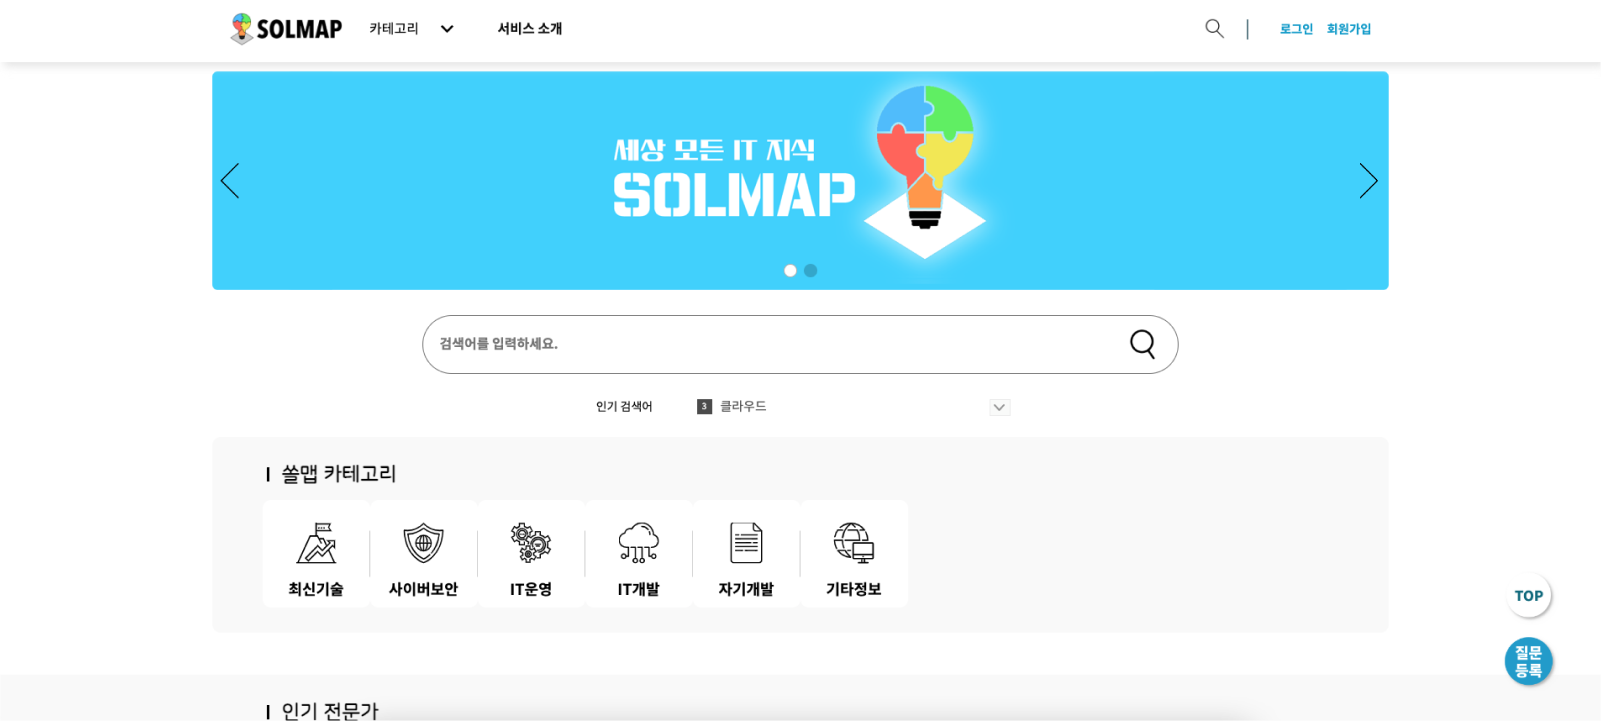 SOLMAP
카테고리
서비스 소개
로그인 회원가입
세상 모든 IT 지식
SOLMAP
검색어를 입력하세요.
인기 검색어
3 클라우드
쏠맵 카테고리
최신기술 사이버보안 IT운영 IT개발 자기개발 기타정보
TOP
질문
등록
인기 전문가